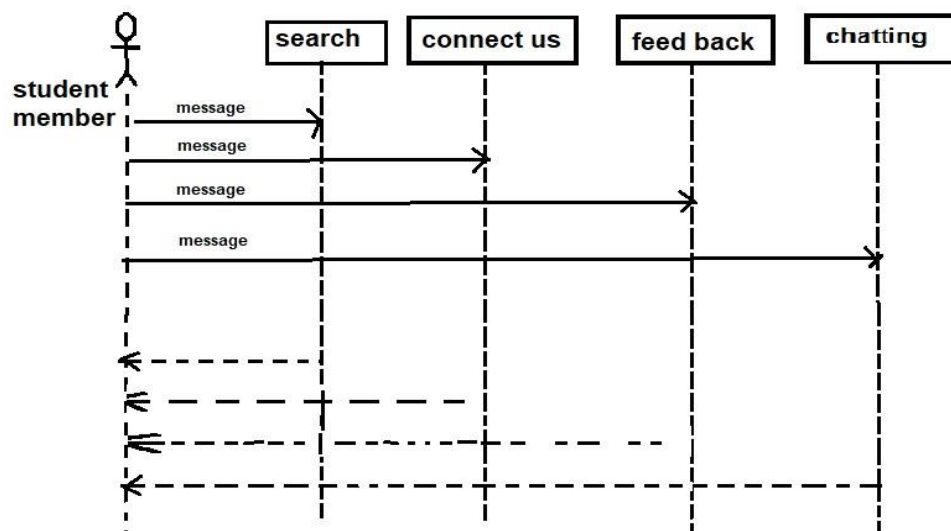 search
connect us
feed back
chatting
student
member
message
message
message
message